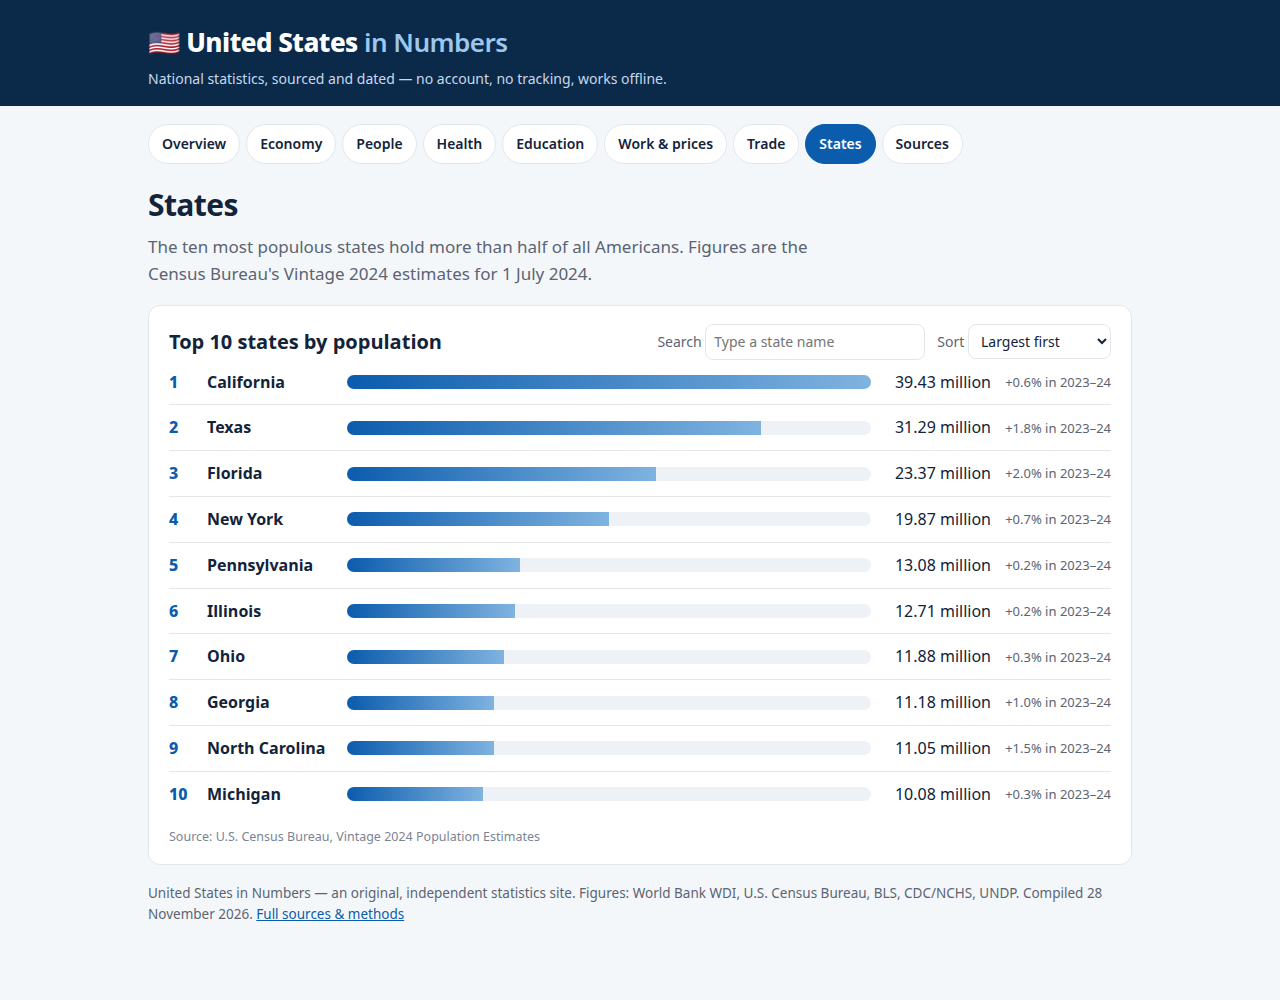 🇺🇸 United States in Numbers
National statistics, sourced and dated — no account, no tracking, works offline.
Overview Economy People Health Education Work & prices Trade States Sources
States
The ten most populous states hold more than half of all Americans. Figures are the
Census Bureau's Vintage 2024 estimates for 1 July 2024.
Top 10 states by population Search Type a state name Sort Largest first
1 California 39.43 million +0.6% in 2023–24
2 Texas 31.29 million +1.8% in 2023–24
3 Florida 23.37 million +2.0% in 2023–24
4 New York 19.87 million +0.7% in 2023–24
5 Pennsylvania 13.08 million +0.2% in 2023–24
6 Illinois 12.71 million +0.2% in 2023–24
7 Ohio 11.88 million +0.3% in 2023–24
8 Georgia 11.18 million +1.0% in 2023–24
9 North Carolina 11.05 million +1.5% in 2023–24
10 Michigan 10.08 million +0.3% in 2023–24
Source: U.S. Census Bureau, Vintage 2024 Population Estimates
United States in Numbers — an original, independent statistics site. Figures: World Bank WDI, U.S. Census Bureau, BLS, CDC/NCHS, UNDP. Compiled 28
November 2026. Full sources & methods